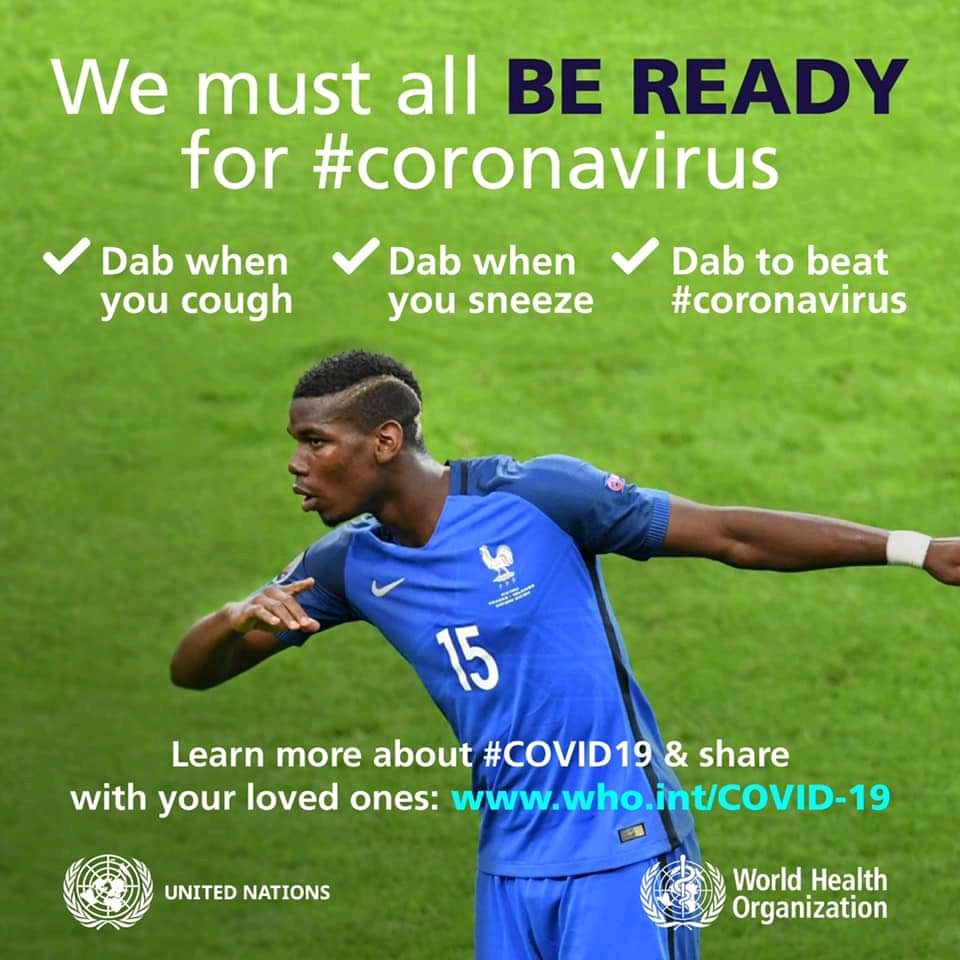 We must all BE READY
for #coronavirus
Dab when
you cough
Dab when
you sneeze
Dab to beat
#coronavirus
15
Learn more about #COVID19 & share
with your loved ones: www.who.int/COVID-19
UNITED NATIONS
World Health
Organization